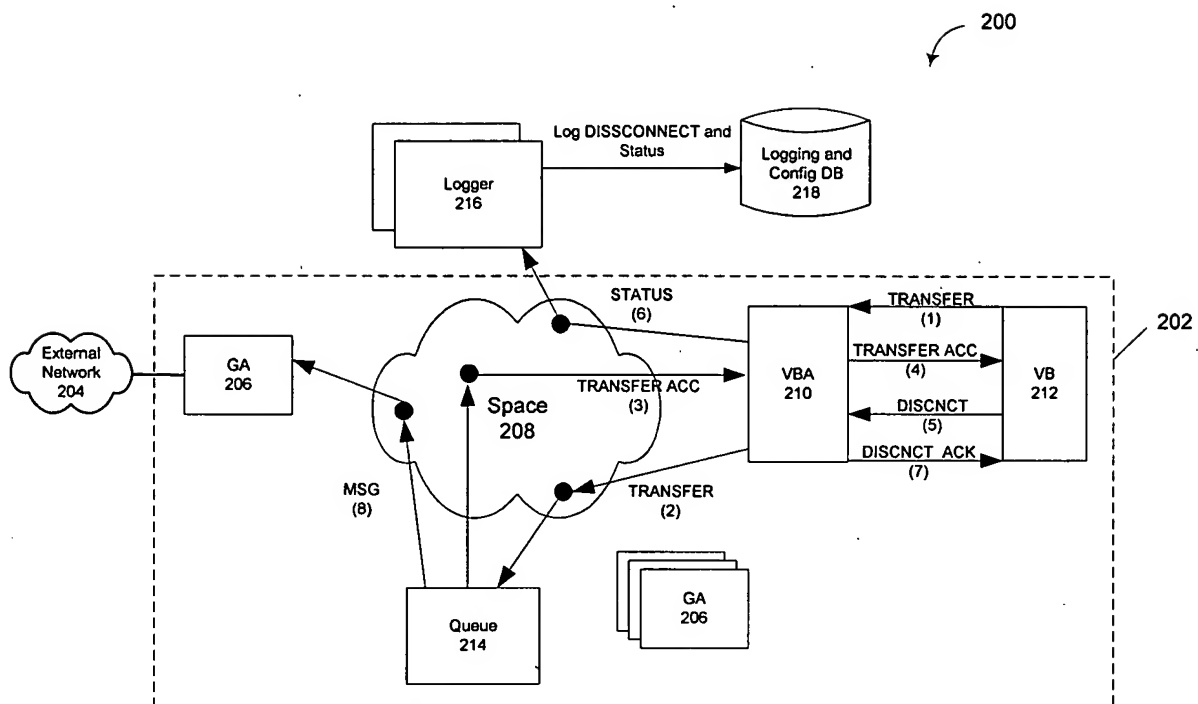 200
Log DISSCONNECT and
Status
Logging and
Config DB
218
Logger
216
STATUS
(6)
TRANSFER
(1)
202
External
Network
204
GA
206
TRANSFER ACC
(3)
VBA
210
TRANSFER ACC
(4)
VB
212
Space
208
DISCNCT
(5)
DISCNCT ACK
(7)
MSG
(8)
TRANSFER
(2)
Queue
214
GA
206